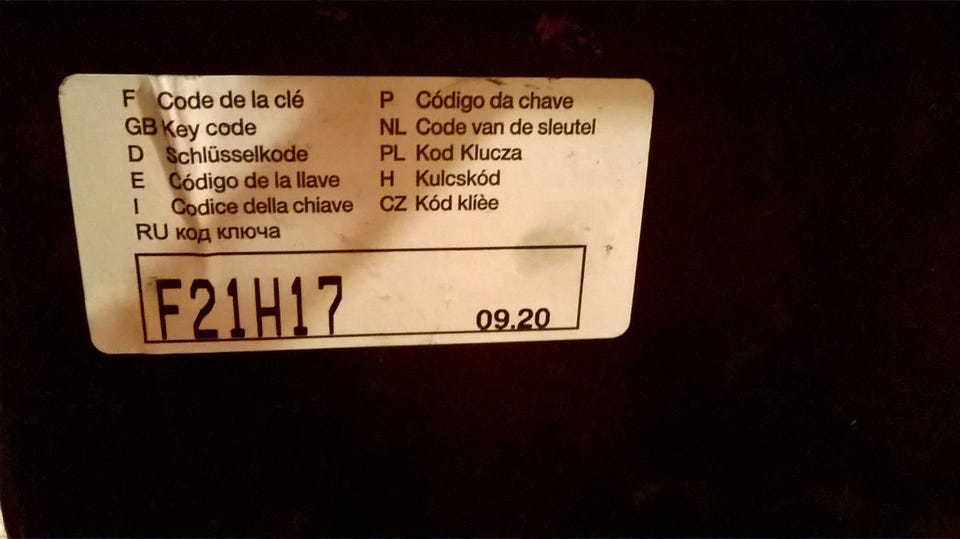 F Code de la clé
GB Key code
D Schlüsselkode
E Código de la llave
I Codice della chiave
RU код ключа
P Código da chave
NL Code van de sleutel
PL Kod Klucza
H Kulcskód
CZ Kód klíèe
F21H17
09.20